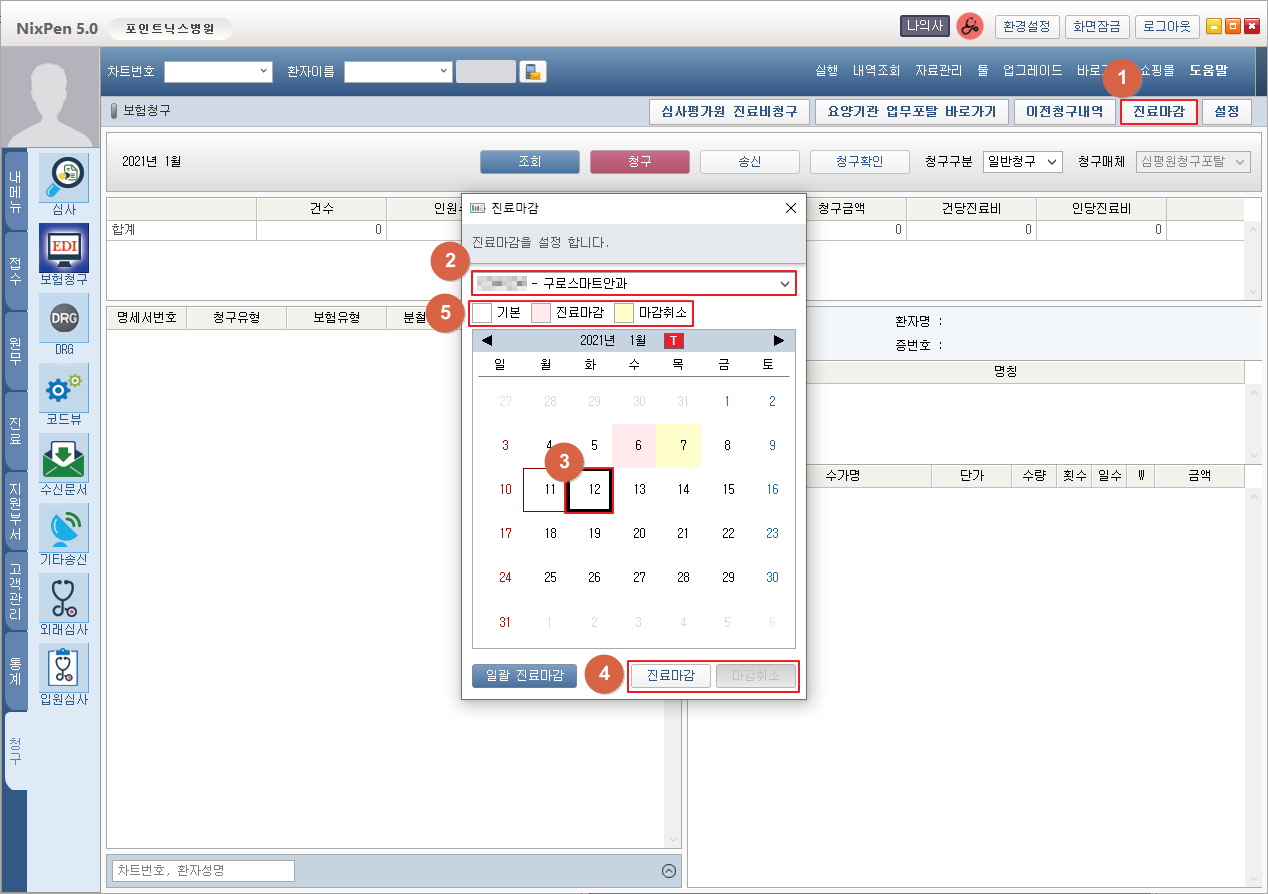 NixPen 5.0 포인트닉스병원 나의사 환경설정 화면잠금 로그아웃
차트번호 환자이름 실행 내역조회 자료관리 툴 업그레이드 쇼핑몰 도움말
1
보험청구 심사평가원 진료비청구 요양기관 업무포탈 바로가기 이전청구내역 진료마감 설정
2021년 1월 조회 청구 송신 청구확인 청구구분 일반청구 청구매체 심평원청구포탈
내메뉴
접수
원무
진료
지원부서
고객관리
통계
청구
심사
EDI
보험청구
DRG
DRG
코드뷰
수신문서
기타송신
외래심사
입원심사
건수 청구금액 건당진료비 인당진료비
합계 0 0 0 0
명세서번호 청구유형 보험유형
환자명 :
증번호 :
명칭
수가명 단가 수량 횟수 일수 금액
진료마감
진료마감을 설정 합니다.
2
- 구로스마트안과
5
기본 진료마감 마감취소
2021년 1월 T
일 월 화 수 목 금 토
27 28 29 30 31 1 2
3 4 5 6 7 8 9
3
10 11 12 13 14 15 16
17 18 19 20 21 22 23
24 25 26 27 28 29 30
31 1 2 3 4 5 6
일괄 진료마감 4 진료마감 마감취소
차트번호, 환자성명